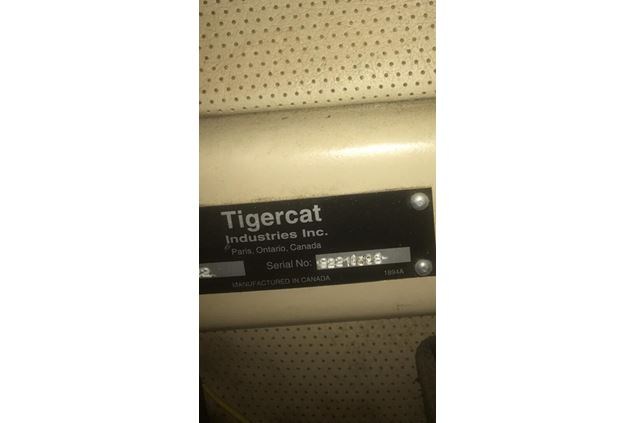 Tigercat
Industries Inc.
Paris, Ontario, Canada
Serial No:
MANUFACTURED IN CANADA 1894A